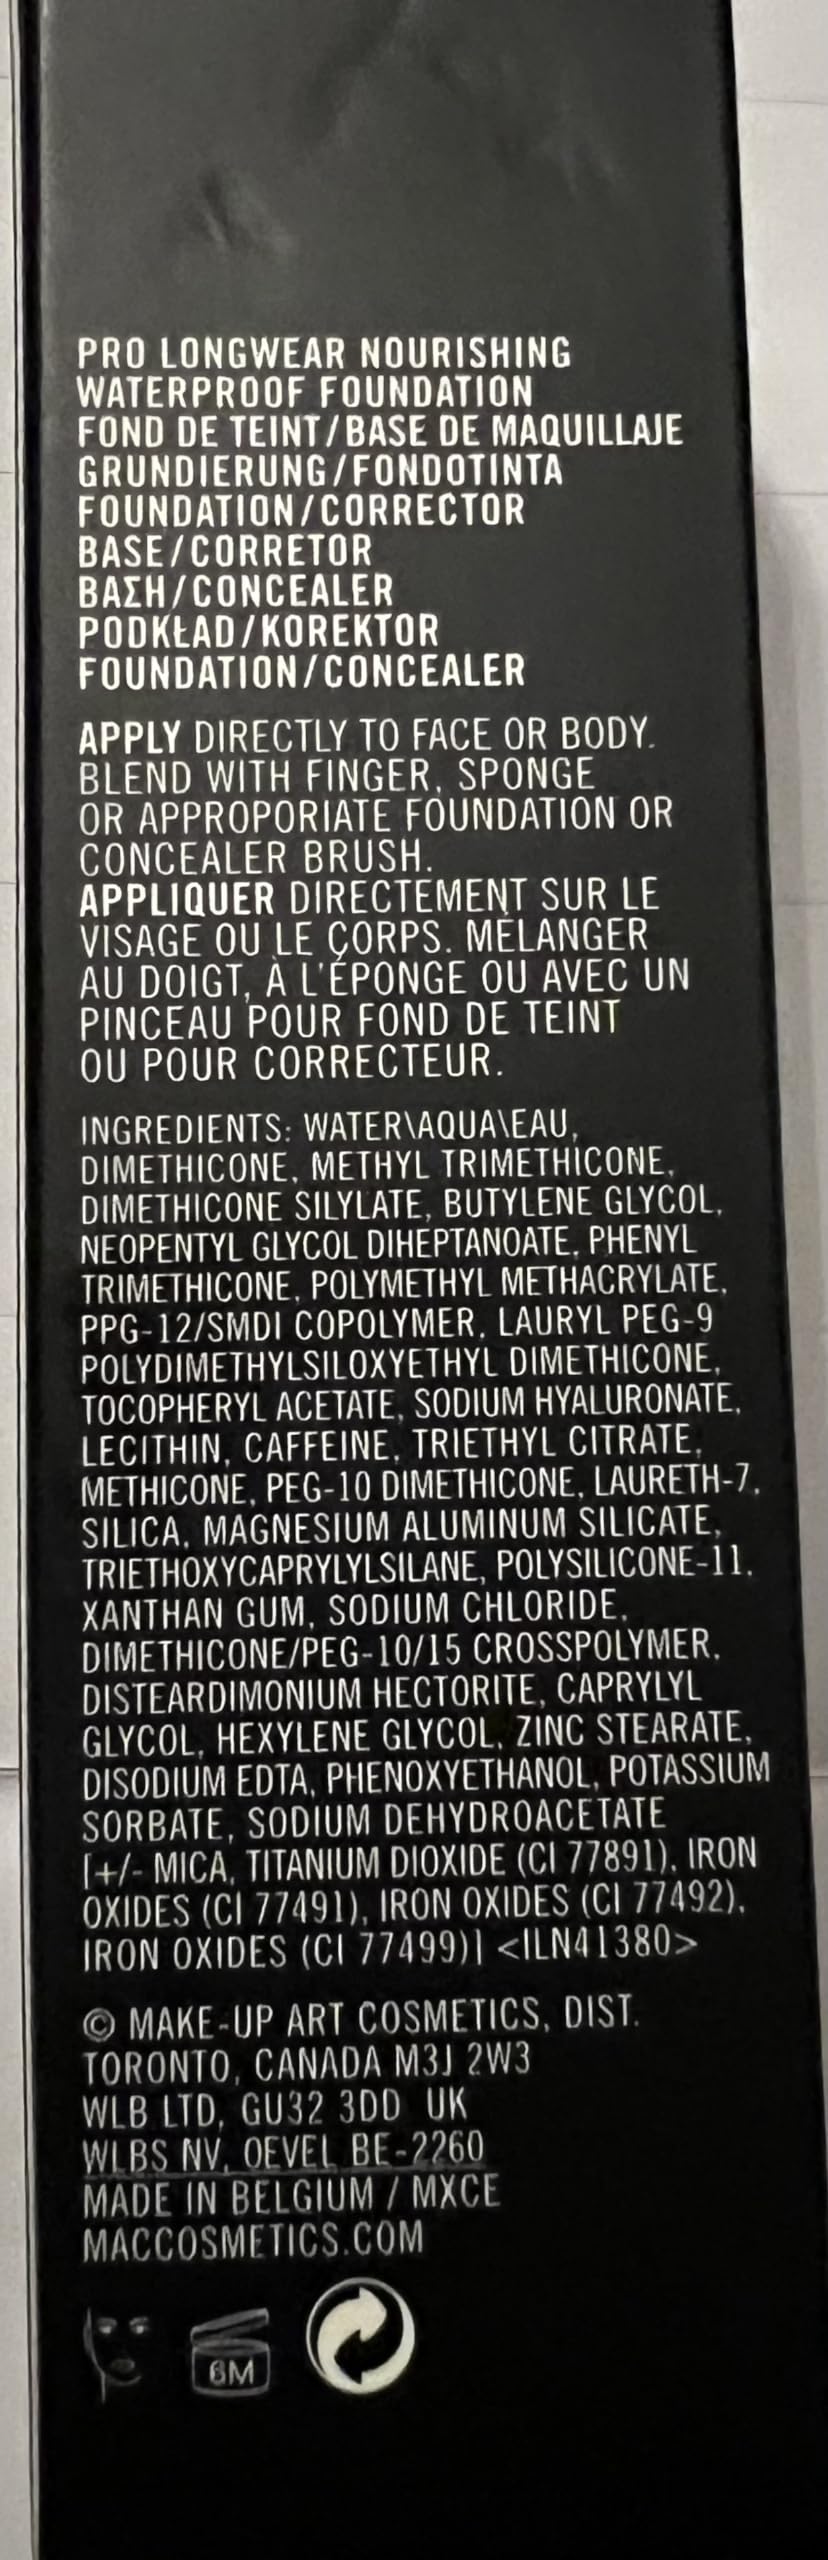 PRO LONGWEAR NOURISHING
WATERPROOF FOUNDATION
FOND DE TEINT/BASE DE MAQUILLAJE
GRUNDIERUNG/FONDOTINTA
FOUNDATION/CORRECTOR
BASE/CORRETOR
ΒΑΣΗ/CONCEALER
PODKŁAD/KOREKTOR
FOUNDATION/CONCEALER
APPLY DIRECTLY TO FACE OR BODY.
BLEND WITH FINGER, SPONGE
OR APPROPORIATE FOUNDATION OR
CONCEALER BRUSH.
APPLIQUER DIRECTEMENT SUR LE
VISAGE OU LE CORPS. MÉLANGER
AU DOIGT, À L'ÉPONGE OU AVEC UN
PINCEAU POUR FOND DE TEINT
OU POUR CORRECTEUR.
INGREDIENTS: WATER\AQUA\EAU,
DIMETHICONE, METHYL TRIMETHICONE,
DIMETHICONE SILYLATE, BUTYLENE GLYCOL,
NEOPENTYL GLYCOL DIHEPTANOATE, PHENYL
TRIMETHICONE, POLYMETHYL METHACRYLATE,
PPG-12/SMDI COPOLYMER, LAURYL PEG-9
POLYDIMETHYLSILOXYETHYL DIMETHICONE,
TOCOPHERYL ACETATE, SODIUM HYALURONATE,
LECITHIN, CAFFEINE, TRIETHYL CITRATE,
METHICONE, PEG-10 DIMETHICONE, LAURETH-7,
SILICA, MAGNESIUM ALUMINUM SILICATE,
TRIETHOXYCAPRYLYLSILANE, POLYSILICONE-11,
XANTHAN GUM, SODIUM CHLORIDE,
DIMETHICONE/PEG-10/15 CROSSPOLYMER,
DISTEARDIMONIUM HECTORITE, CAPRYLYL
GLYCOL, HEXYLENE GLYCOL, ZINC STEARATE,
DISODIUM EDTA, PHENOXYETHANOL, POTASSIUM
SORBATE, SODIUM DEHYDROACETATE
[+/- MICA, TITANIUM DIOXIDE (CI 77891), IRON
OXIDES (CI 77491), IRON OXIDES (CI 77492),
IRON OXIDES (CI 77499)] <ILN41380>
© MAKE-UP ART COSMETICS, DIST.
TORONTO, CANADA M3J 2W3
WLB LTD, GU32 3DD UK
WLBS NV, OEVEL BE-2260
MADE IN BELGIUM / MXCE
MACCOSMETICS.COM
6M